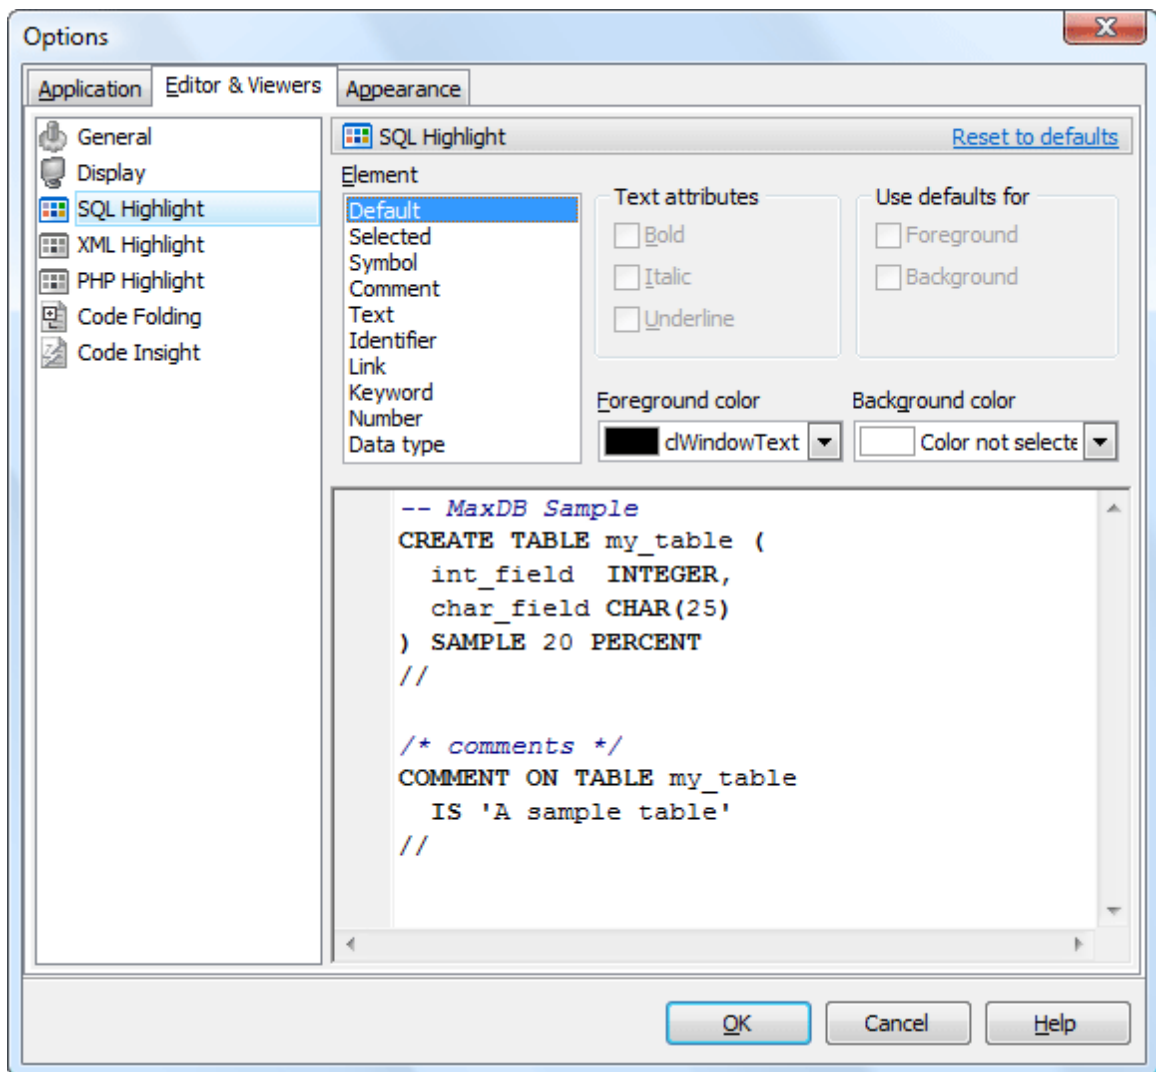 Options
Application Editor & Viewers Appearance
General
Display
SQL Highlight
XML Highlight
PHP Highlight
Code Folding
Code Insight
SQL Highlight Reset to defaults
Element
Default
Selected
Symbol
Comment
Text
Identifier
Link
Keyword
Number
Data type
Text attributes
Bold
Italic
Underline
Use defaults for
Foreground
Background
Foreground color
clWindowText
Background color
Color not selecte
-- MaxDB Sample
CREATE TABLE my_table (
  int_field  INTEGER,
  char_field CHAR(25)
) SAMPLE 20 PERCENT
//
/* comments */
COMMENT ON TABLE my_table
  IS 'A sample table'
//
OK Cancel Help